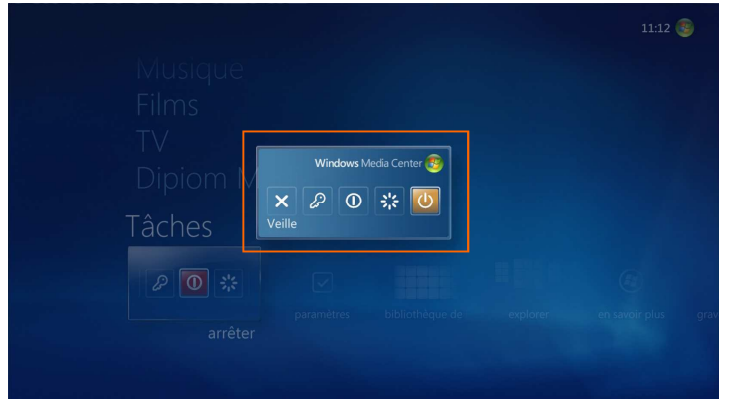 11:12
Musique
Films
TV
Dipiom M
Windows Media Center
Veille
Tâches
paramètres
bibliothèque de
explorer
en savoir plus
grav
arrêter